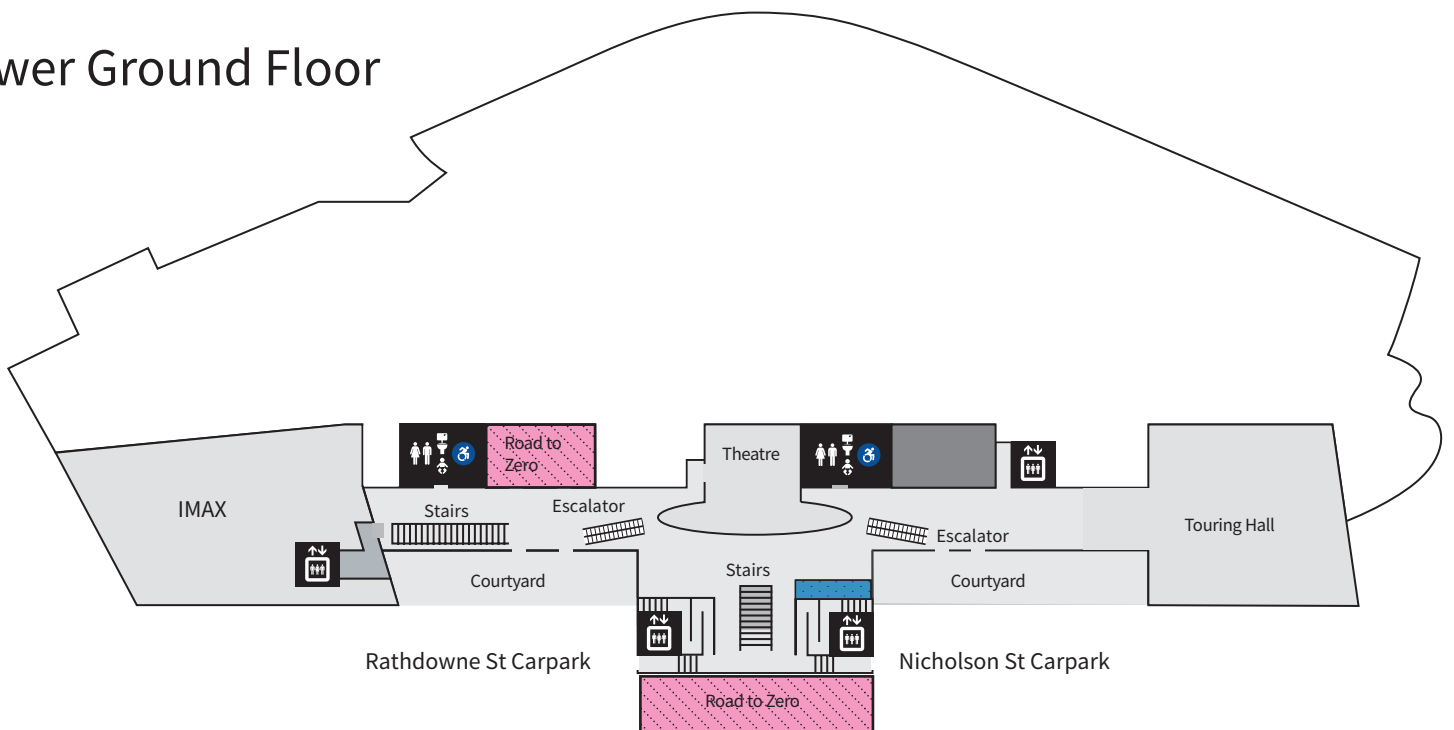 wer Ground Floor
Road to
Zero
Theatre
IMAX
Stairs
Escalator
Escalator
Touring Hall
Courtyard
Stairs
Courtyard
Rathdowne St Carpark
Nicholson St Carpark
Road to Zero